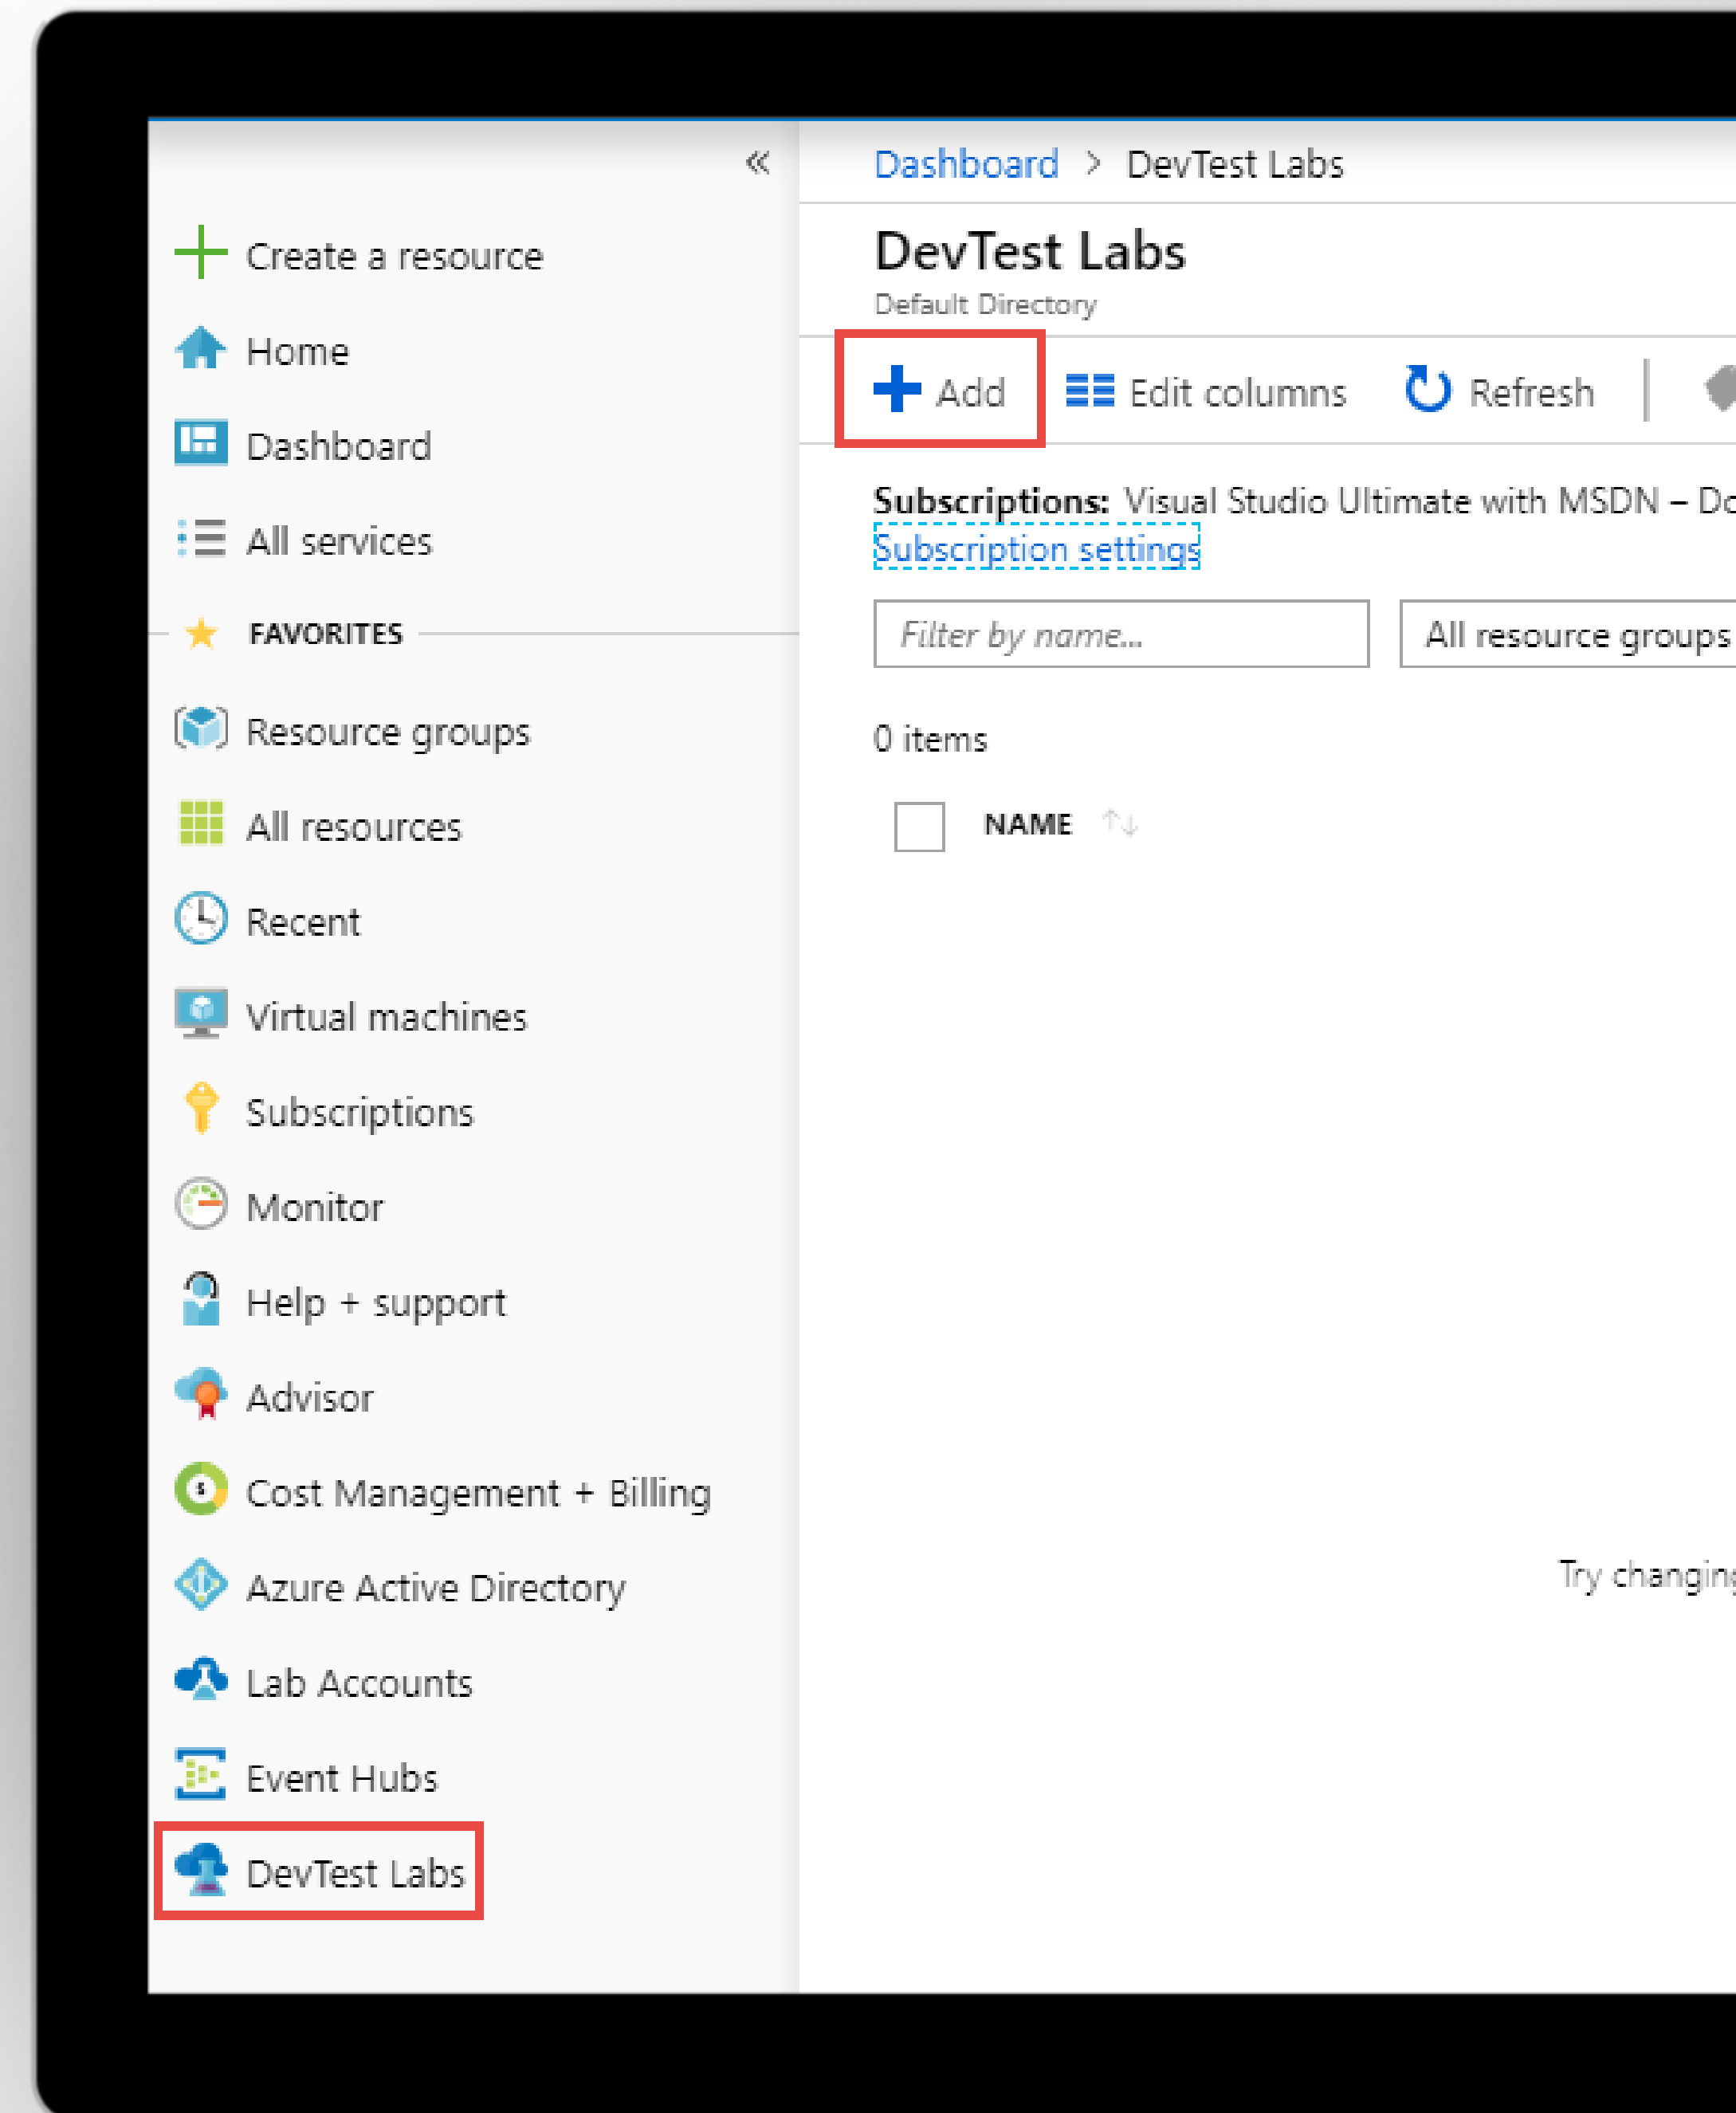 «
Create a resource
Home
Dashboard
All services
FAVORITES
Resource groups
All resources
Recent
Virtual machines
Subscriptions
Monitor
Help + support
Advisor
Cost Management + Billing
Azure Active Directory
Lab Accounts
Event Hubs
DevTest Labs
Dashboard > DevTest Labs
DevTest Labs
Default Directory
Add Edit columns Refresh
Subscriptions: Visual Studio Ultimate with MSDN –
Subscription settings
Filter by name... All resource groups
0 items
NAME ↑↓
Try